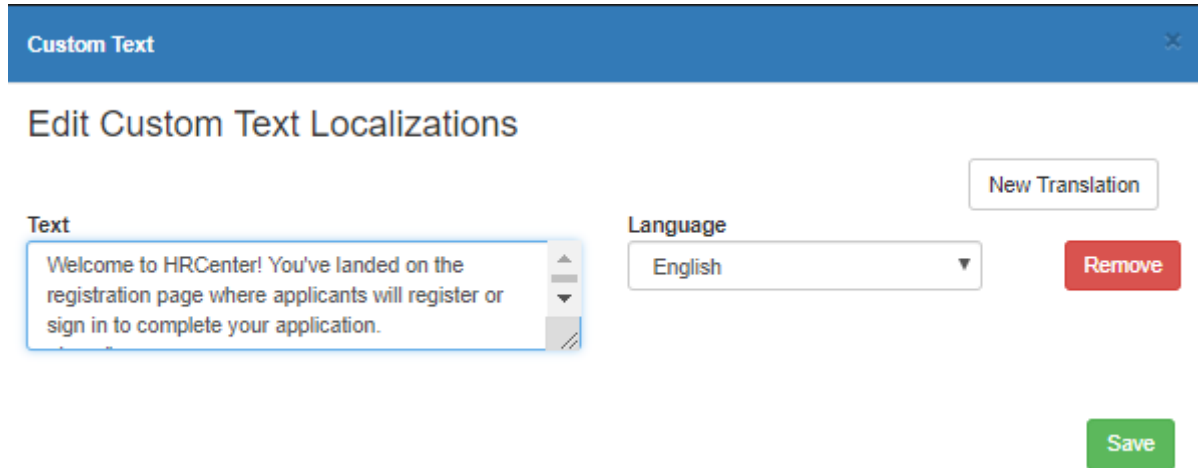 Custom Text
×
Edit Custom Text Localizations
New Translation
Text
Language
Welcome to HRCenter! You've landed on the
registration page where applicants will register or
sign in to complete your application.
English
Remove
Save